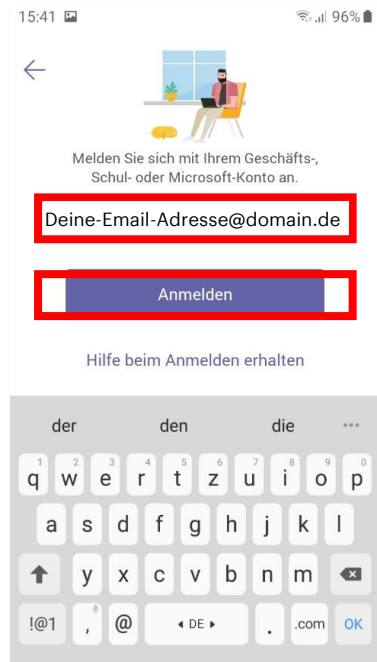 15:41 96%
Melden Sie sich mit Ihrem Geschäfts-,
Schul- oder Microsoft-Konto an.
Deine-Email-Adresse@domain.de
Anmelden
Hilfe beim Anmelden erhalten
der den die ...
1 2 3 4 5 6 7 8 9 0
q w e r t z u i o p
a s d f g h j k l
y x c v b n m
!@1 , @ DE . .com OK